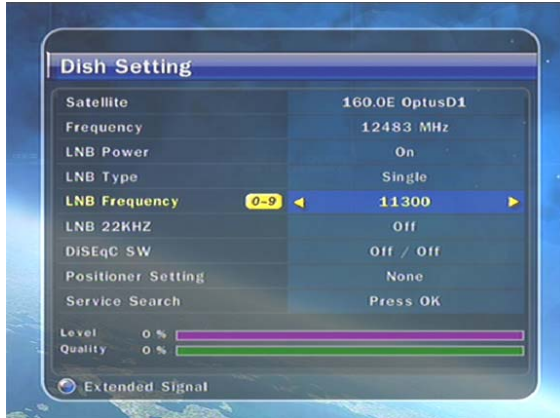 Dish Setting
Satellite 160.0E OptusD1
Frequency 12483 MHz
LNB Power On
LNB Type Single
LNB Frequency 0~9 ◀ 11300 ▶
LNB 22KHZ Off
DiSEqC SW Off / Off
Positioner Setting None
Service Search Press OK
Level 0 %
Quality 0 %
Extended Signal